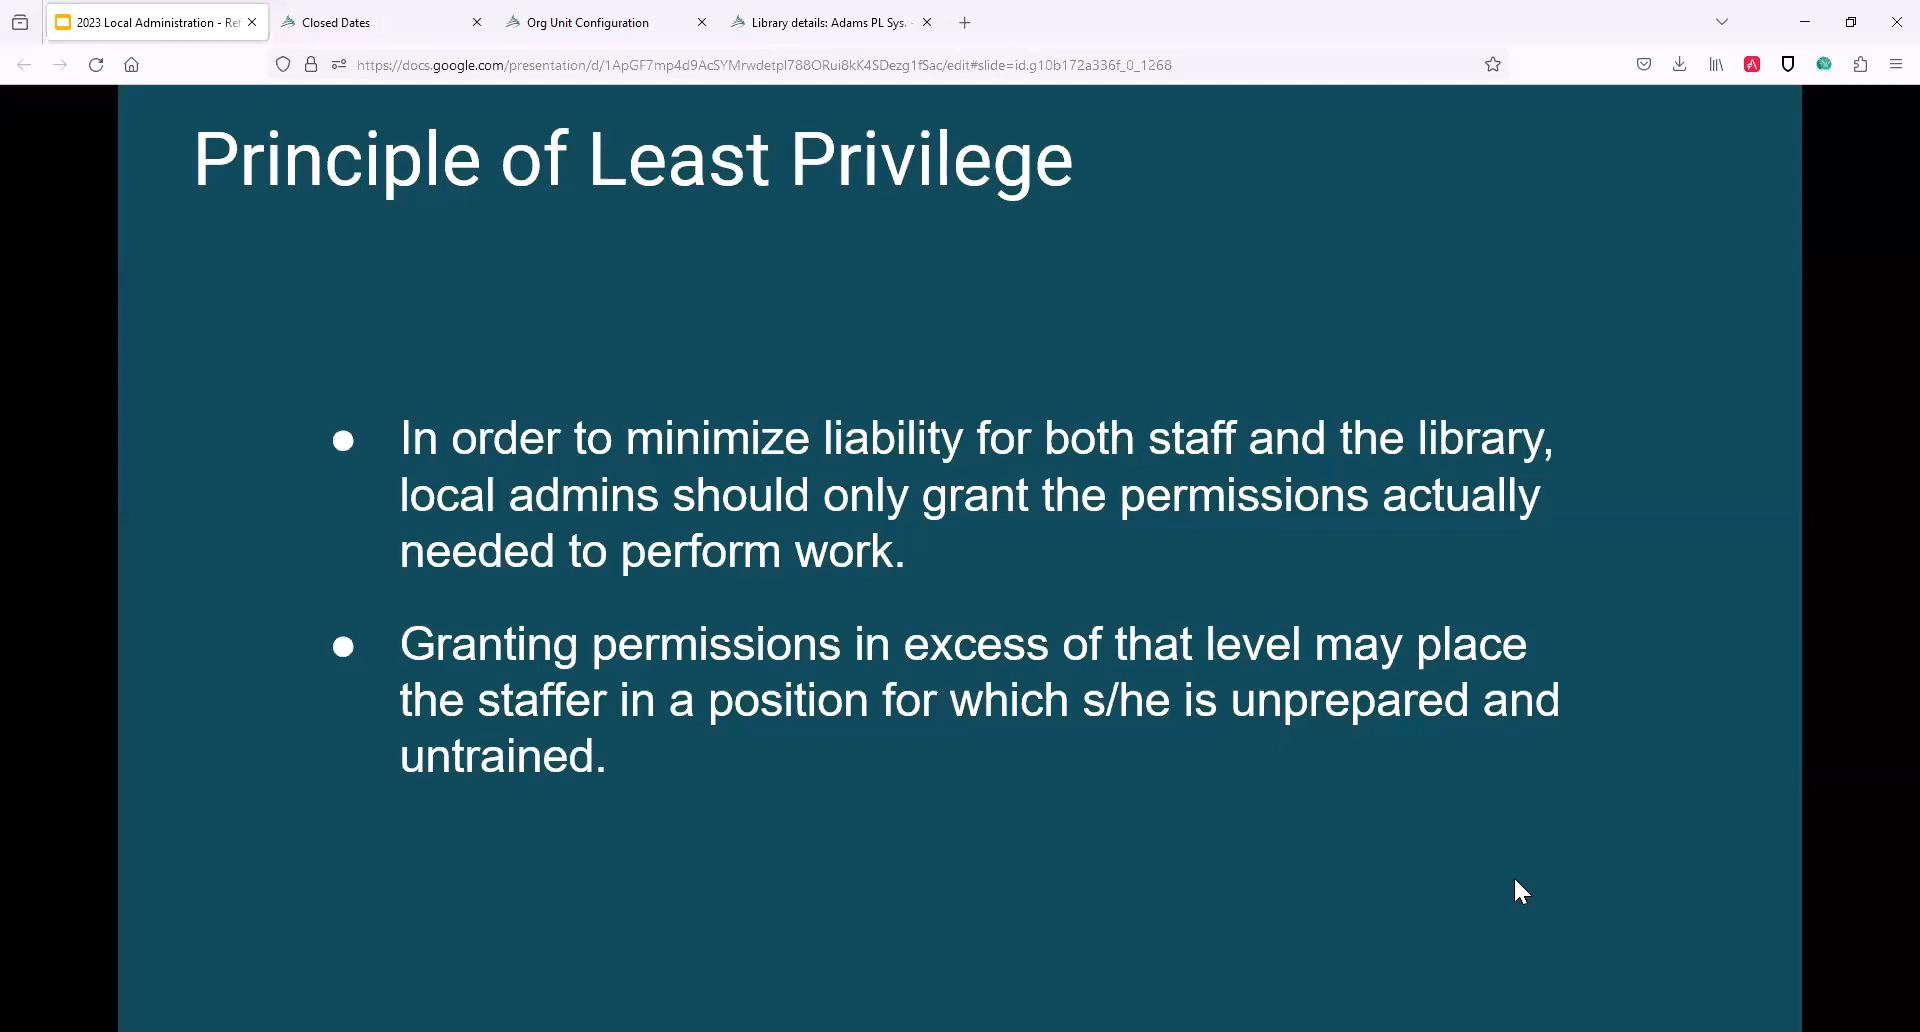 2023 Local Administration - Ref
Closed Dates
Org Unit Configuration
Library details: Adams PL Sys. -
https://docs.google.com/presentation/d/1ApGF7mp4d9AcSYMrwdetpI788ORui8kK4SDezg1fSac/edit#slide=id.g10b172a336f_0_1268
Principle of Least Privilege
● In order to minimize liability for both staff and the library,
local admins should only grant the permissions actually
needed to perform work.
● Granting permissions in excess of that level may place
the staffer in a position for which s/he is unprepared and
untrained.